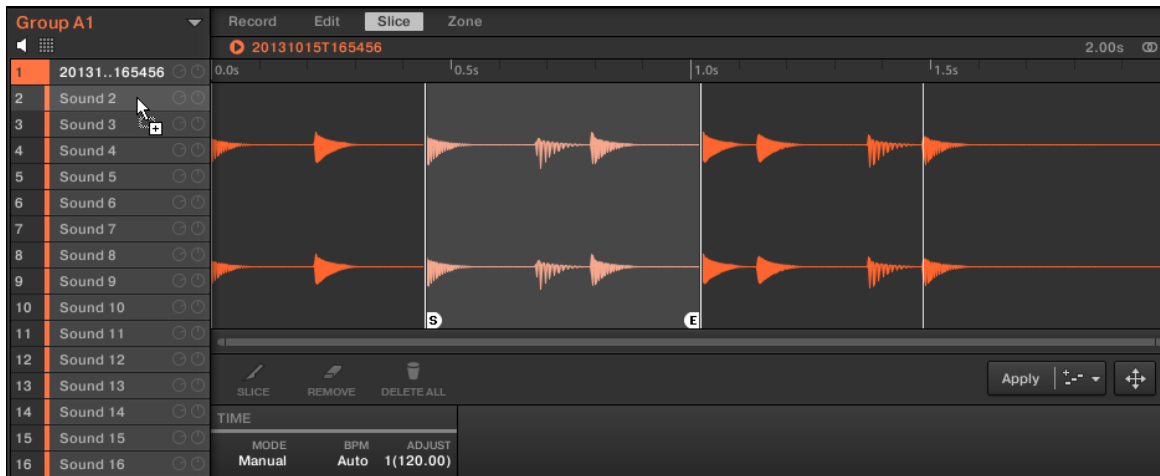 Group A1
Record Edit Slice Zone
20131015T165456 2.00s
1 20131..165456
0.0s 0.5s 1.0s 1.5s
2 Sound 2
3 Sound 3
4 Sound 4
5 Sound 5
6 Sound 6
7 Sound 7
8 Sound 8
9 Sound 9
10 Sound 10
S E
11 Sound 11
12 Sound 12
13 Sound 13
SLICE REMOVE DELETE ALL
Apply
14 Sound 14
TIME
15 Sound 15
MODE BPM ADJUST
16 Sound 16
Manual Auto 1(120.00)